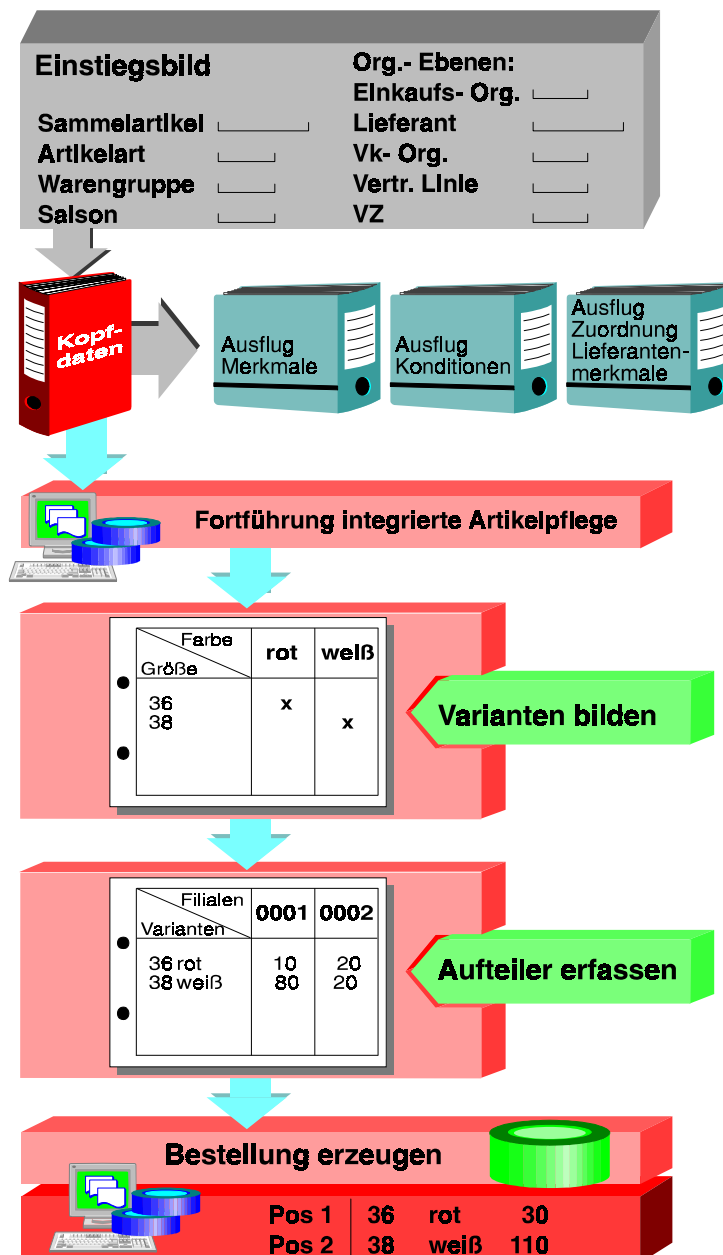 Einstiegsbild
Sammelartikel
Artikelart
Warengruppe
Saison
Org.- Ebenen:
Einkaufs- Org.
Lieferant
Vk- Org.
Vertr. Linie
VZ
Kopf-
daten
Ausflug
Merkmale
Ausflug
Konditionen
Ausflug
Zuordnung
Lieferanten-
merkmale
Fortführung integrierte Artikelpflege
Farbe
Größe
rot weiß
36 x
38 x
Varianten bilden
Filialen
Varianten
0001 0002
36 rot 10 20
38 weiß 80 20
Aufteiler erfassen
Bestellung erzeugen
Pos 1 36 rot 30
Pos 2 38 weiß 110